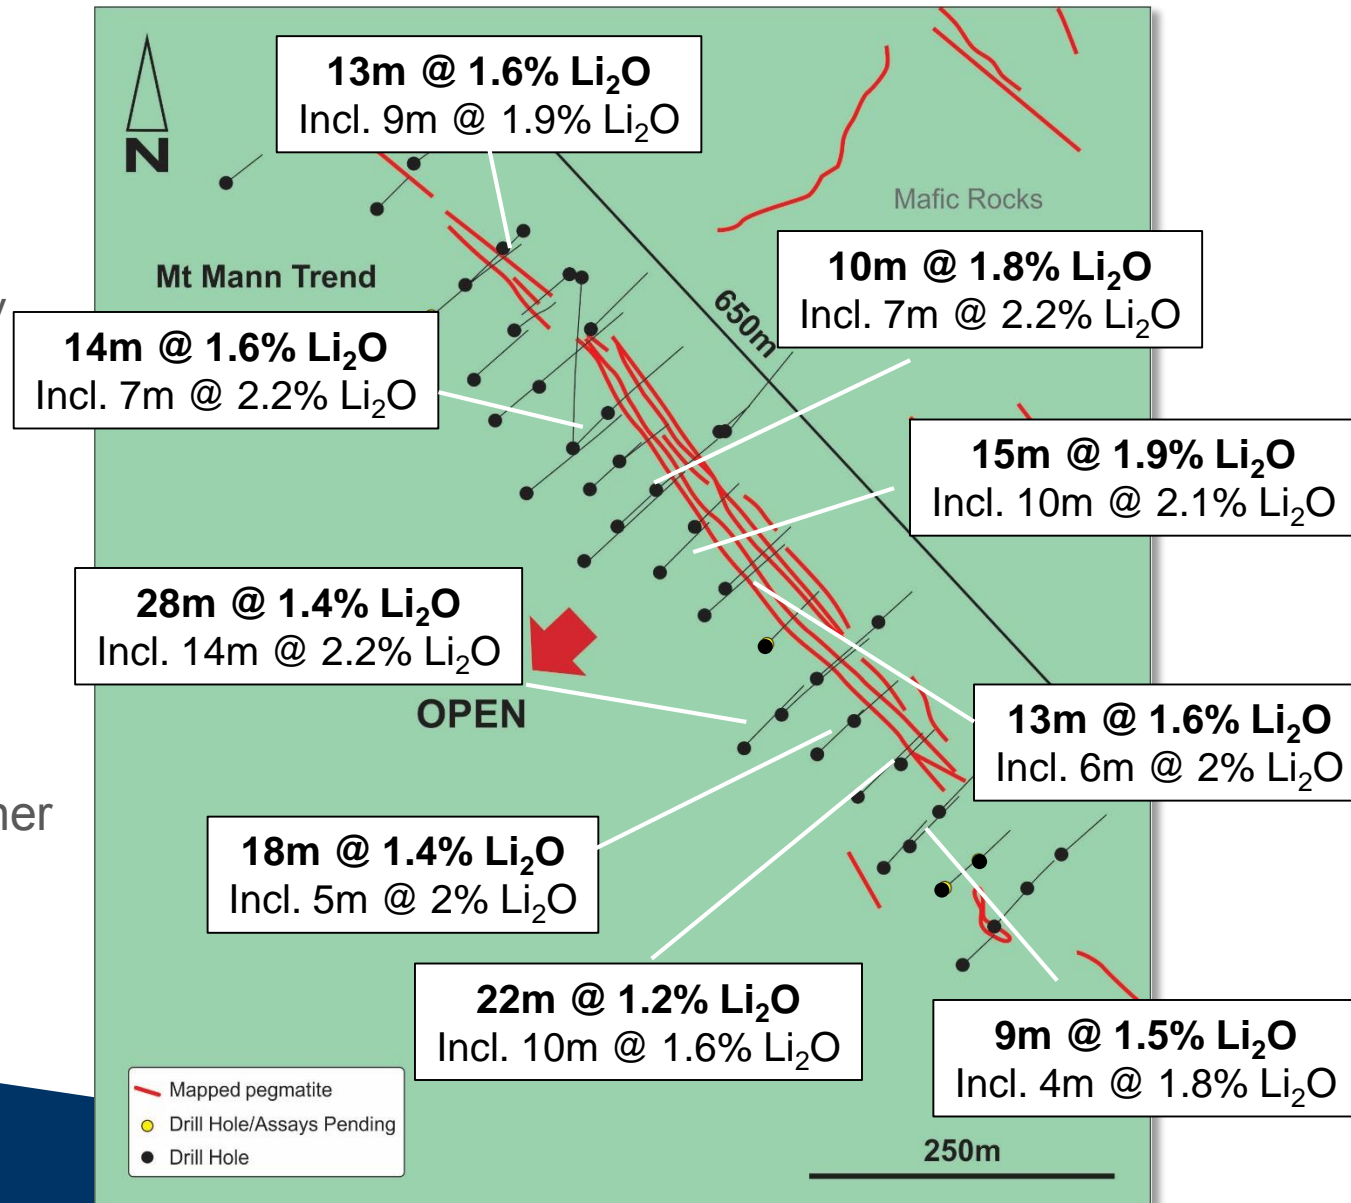 N
13m @ 1.6% Li₂O
Incl. 9m @ 1.9% Li₂O
Mafic Rocks
Mt Mann Trend
10m @ 1.8% Li₂O
Incl. 7m @ 2.2% Li₂O
650m
14m @ 1.6% Li₂O
Incl. 7m @ 2.2% Li₂O
15m @ 1.9% Li₂O
Incl. 10m @ 2.1% Li₂O
28m @ 1.4% Li₂O
Incl. 14m @ 2.2% Li₂O
OPEN
13m @ 1.6% Li₂O
Incl. 6m @ 2% Li₂O
18m @ 1.4% Li₂O
Incl. 5m @ 2% Li₂O
22m @ 1.2% Li₂O
Incl. 10m @ 1.6% Li₂O
9m @ 1.5% Li₂O
Incl. 4m @ 1.8% Li₂O
Mapped pegmatite
Drill Hole/Assays Pending
Drill Hole
250m